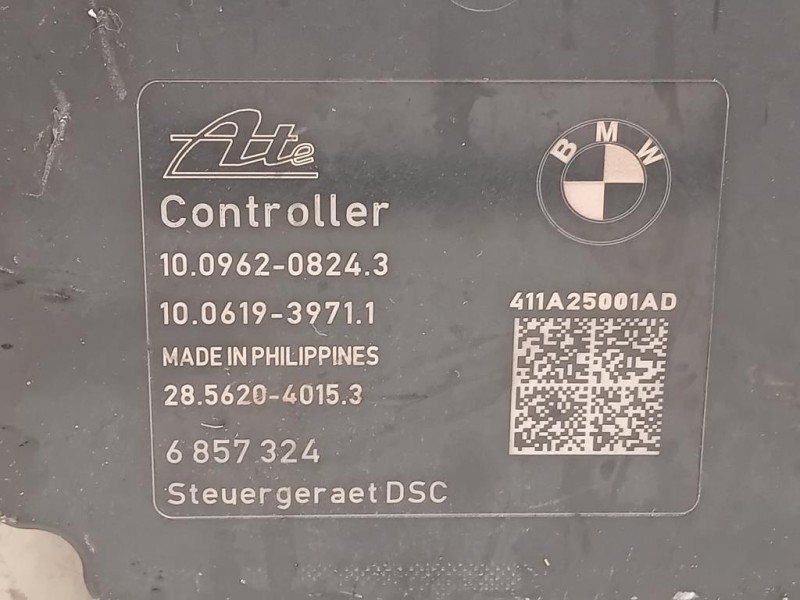 Ate
BMW
Controller
10.0962-0824.3
10.0619-3971.1
411A25001AD
MADE IN PHILIPPINES
28.5620-4015.3
6 857 324
Steuergeraet DSC